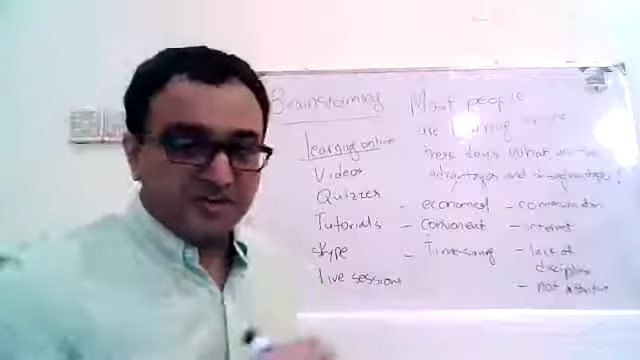 Brainstorming
Most people
are learning online
these days What are
advantages and disadvantages?
learning online
Videos
Quizzes
Tutorials
Skype
live sessions
- economical
- convenient
- Time-saving
- communication
- internet
- lack of
discipline
- not